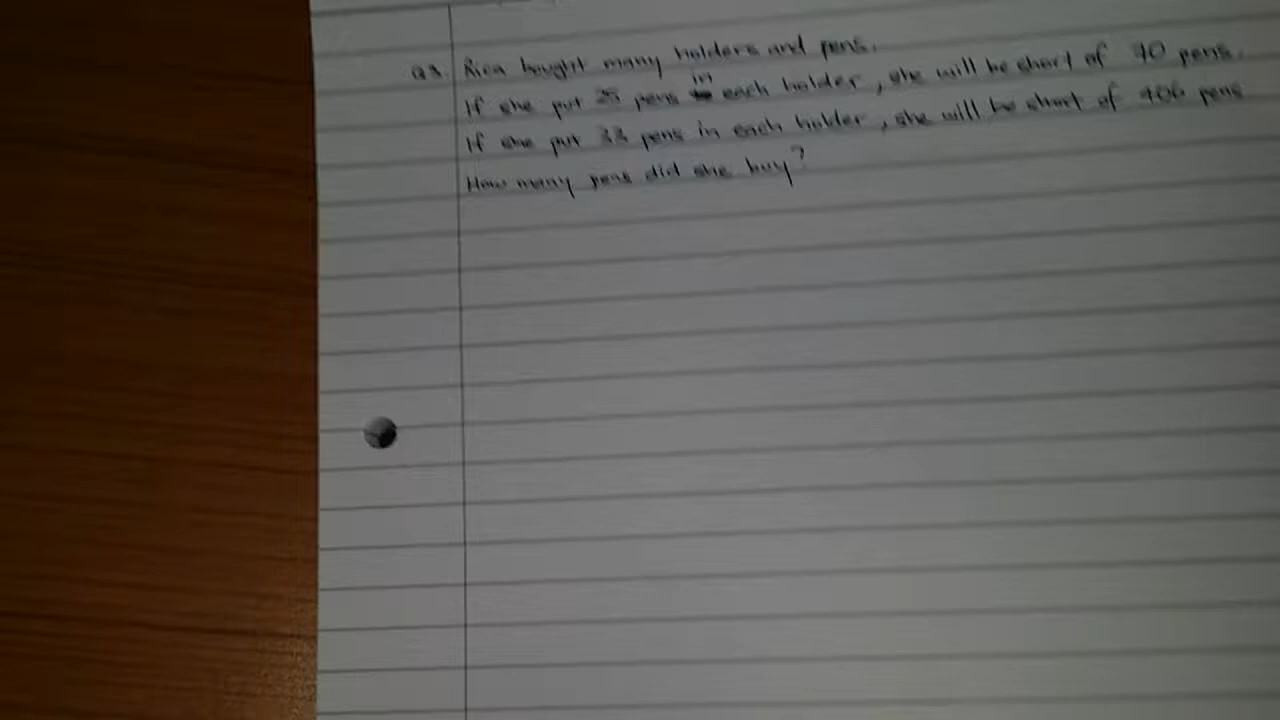 Q3. Rica bought many holders and pens.
If she put 25 pens in each holder, she will be short of 70 pens.
If she put 33 pens in each holder, she will be short of 406 pens
How many pens did she buy?